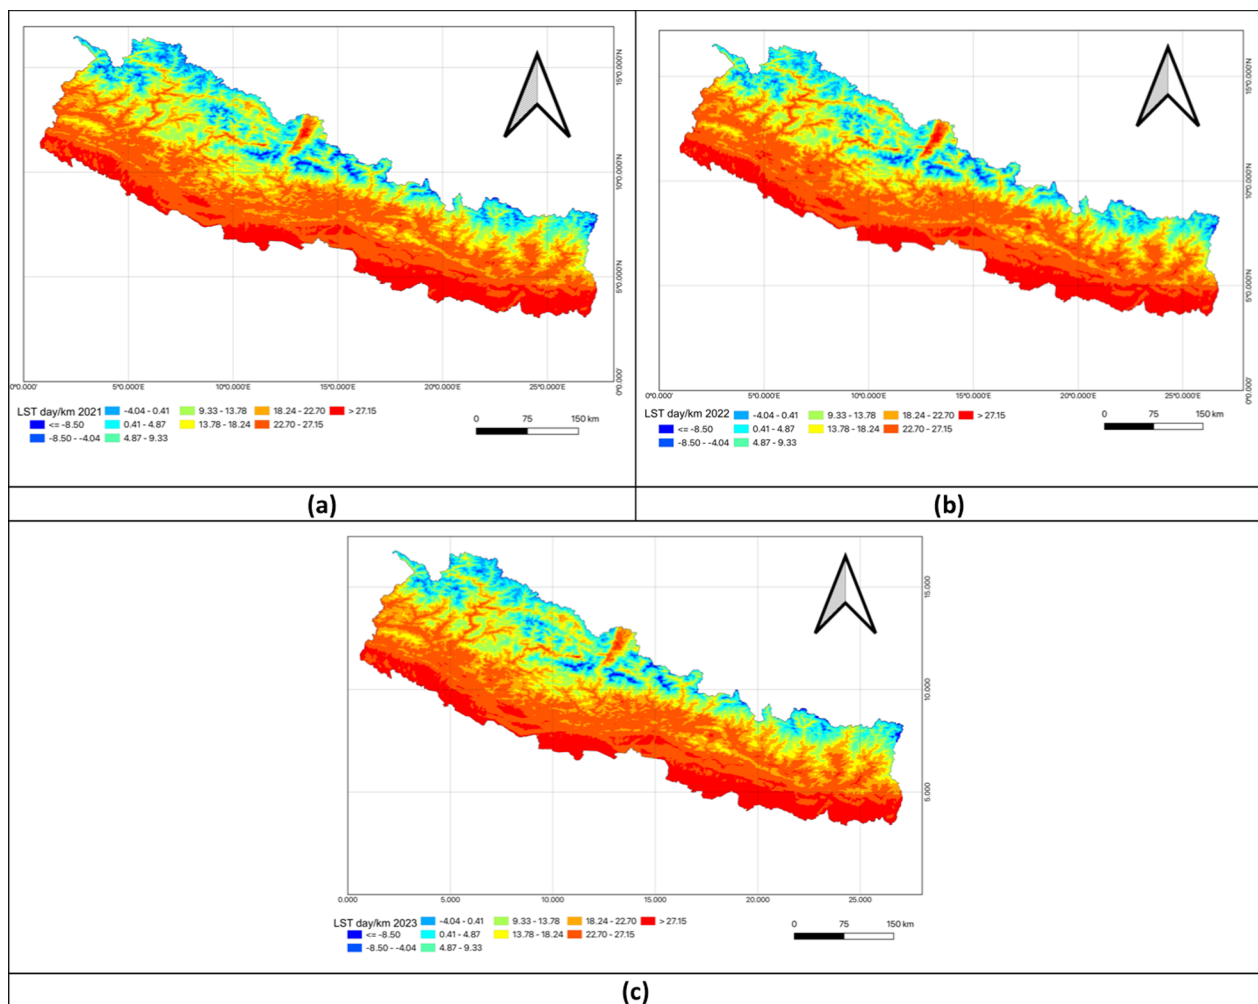 15°0.000'N
10°0.000'N
5°0.000'N
0°0.000'
0°0.000' 5°0.000'E 10°0.000'E 15°0.000'E 20°0.000'E 25°0.000'E
LST day/km 2021 -4.04 - 0.41 9.33 - 13.78 18.24 - 22.70 > 27.15
<= -8.50 0.41 - 4.87 13.78 - 18.24 22.70 - 27.15
-8.50 - -4.04 4.87 - 9.33
0 75 150 km
(a)
15°0.000'N
10°0.000'N
5°0.000'N
0°0.000'
0°0.000' 5°0.000'E 10°0.000'E 15°0.000'E 20°0.000'E 25°0.000'E
LST day/km 2022 -4.04 - 0.41 9.33 - 13.78 18.24 - 22.70 > 27.15
<= -8.50 0.41 - 4.87 13.78 - 18.24 22.70 - 27.15
-8.50 - -4.04 4.87 - 9.33
0 75 150 km
(b)
15.000
10.000
5.000
0.000 5.000 10.000 15.000 20.000 25.000
LST day/km 2023 -4.04 - 0.41 9.33 - 13.78 18.24 - 22.70 > 27.15
<= -8.50 0.41 - 4.87 13.78 - 18.24 22.70 - 27.15
-8.50 - -4.04 4.87 - 9.33
0 75 150 km
(c)